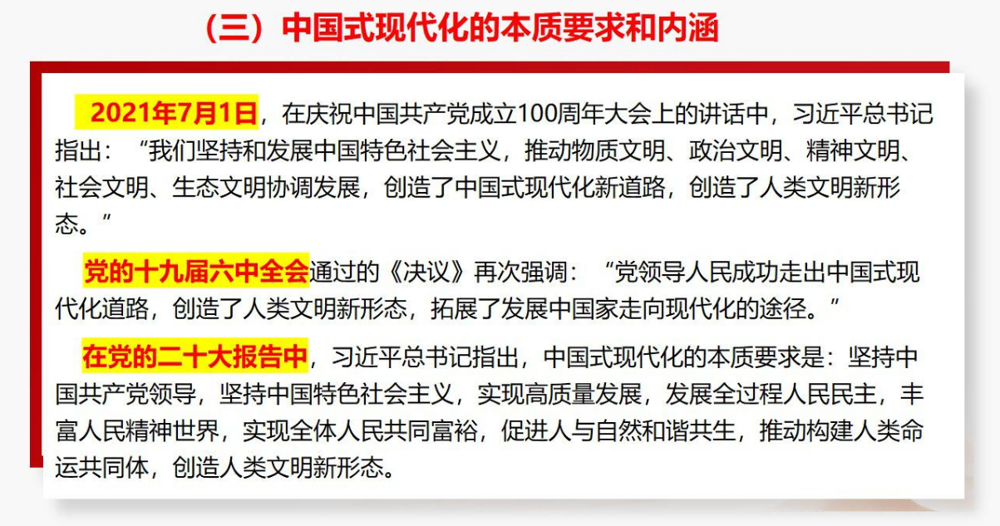 （三）中国式现代化的本质要求和内涵
2021年7月1日，在庆祝中国共产党成立100周年大会上的讲话中，习近平总书记
指出：“我们坚持和发展中国特色社会主义，推动物质文明、政治文明、精神文明、
社会文明、生态文明协调发展，创造了中国式现代化新道路，创造了人类文明新形
态。”
党的十九届六中全会通过的《决议》再次强调：“党领导人民成功走出中国式现
代化道路，创造了人类文明新形态，拓展了发展中国家走向现代化的途径。”
在党的二十大报告中，习近平总书记指出，中国式现代化的本质要求是：坚持中
国共产党领导，坚持中国特色社会主义，实现高质量发展，发展全过程人民民主，丰
富人民精神世界，实现全体人民共同富裕，促进人与自然和谐共生，推动构建人类命
运共同体，创造人类文明新形态。